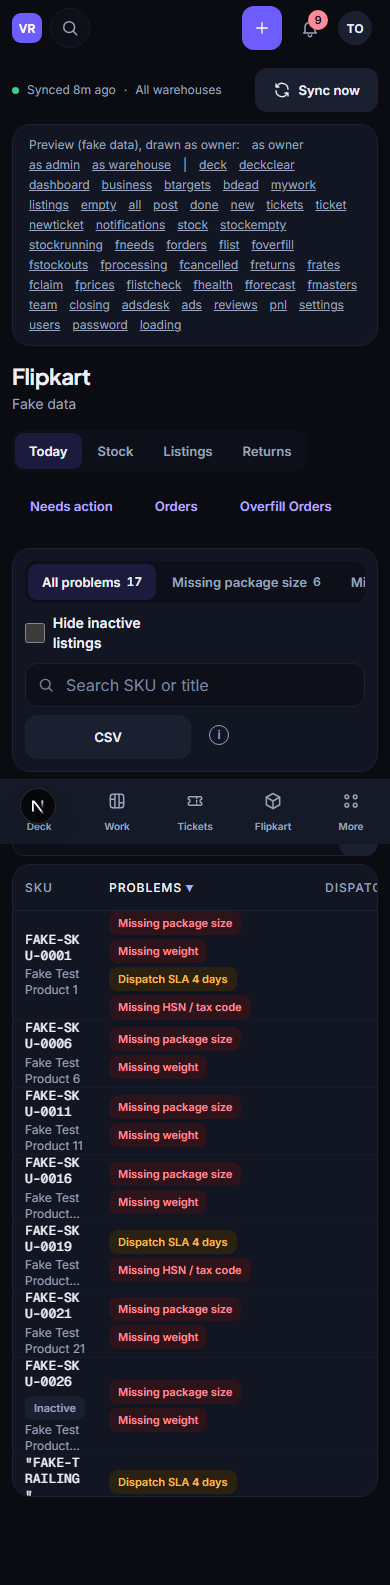 VR
+
9
TO
Synced 8m ago · All warehouses
Sync now
Preview (fake data), drawn as owner: as owner
as admin as warehouse | deck deckclear
dashboard business btargets bdead mywork
listings empty all post done new tickets ticket
newticket notifications stock stockempty
stockrunning fneeds forders flist foverfill
fstockouts fprocessing fcancelled freturns frates
fclaim fprices flistcheck fhealth fforecast fmasters
team closing adsdesk ads reviews pnl settings
users password loading
Flipkart
Fake data
Today Stock Listings Returns
Needs action Orders Overfill Orders
All problems 17 Missing package size 6 Mi
Hide inactive
listings
Search SKU or title
CSV i
N
Deck Work Tickets Flipkart More
SKU PROBLEMS ▼ DISPATC
FAKE-SK
U-0001
Fake Test
Product 1
Missing package size
Missing weight
Dispatch SLA 4 days
Missing HSN / tax code
FAKE-SK
U-0006
Fake Test
Product 6
Missing package size
Missing weight
FAKE-SK
U-0011
Fake Test
Product 11
Missing package size
Missing weight
FAKE-SK
U-0016
Fake Test
Product...
Missing package size
Missing weight
FAKE-SK
U-0019
Fake Test
Product...
Dispatch SLA 4 days
Missing HSN / tax code
FAKE-SK
U-0021
Fake Test
Product 21
Missing package size
Missing weight
FAKE-SK
U-0026
Inactive
Fake Test
Product...
Missing package size
Missing weight
"FAKE-T
RAILING
"
Dispatch SLA 4 days